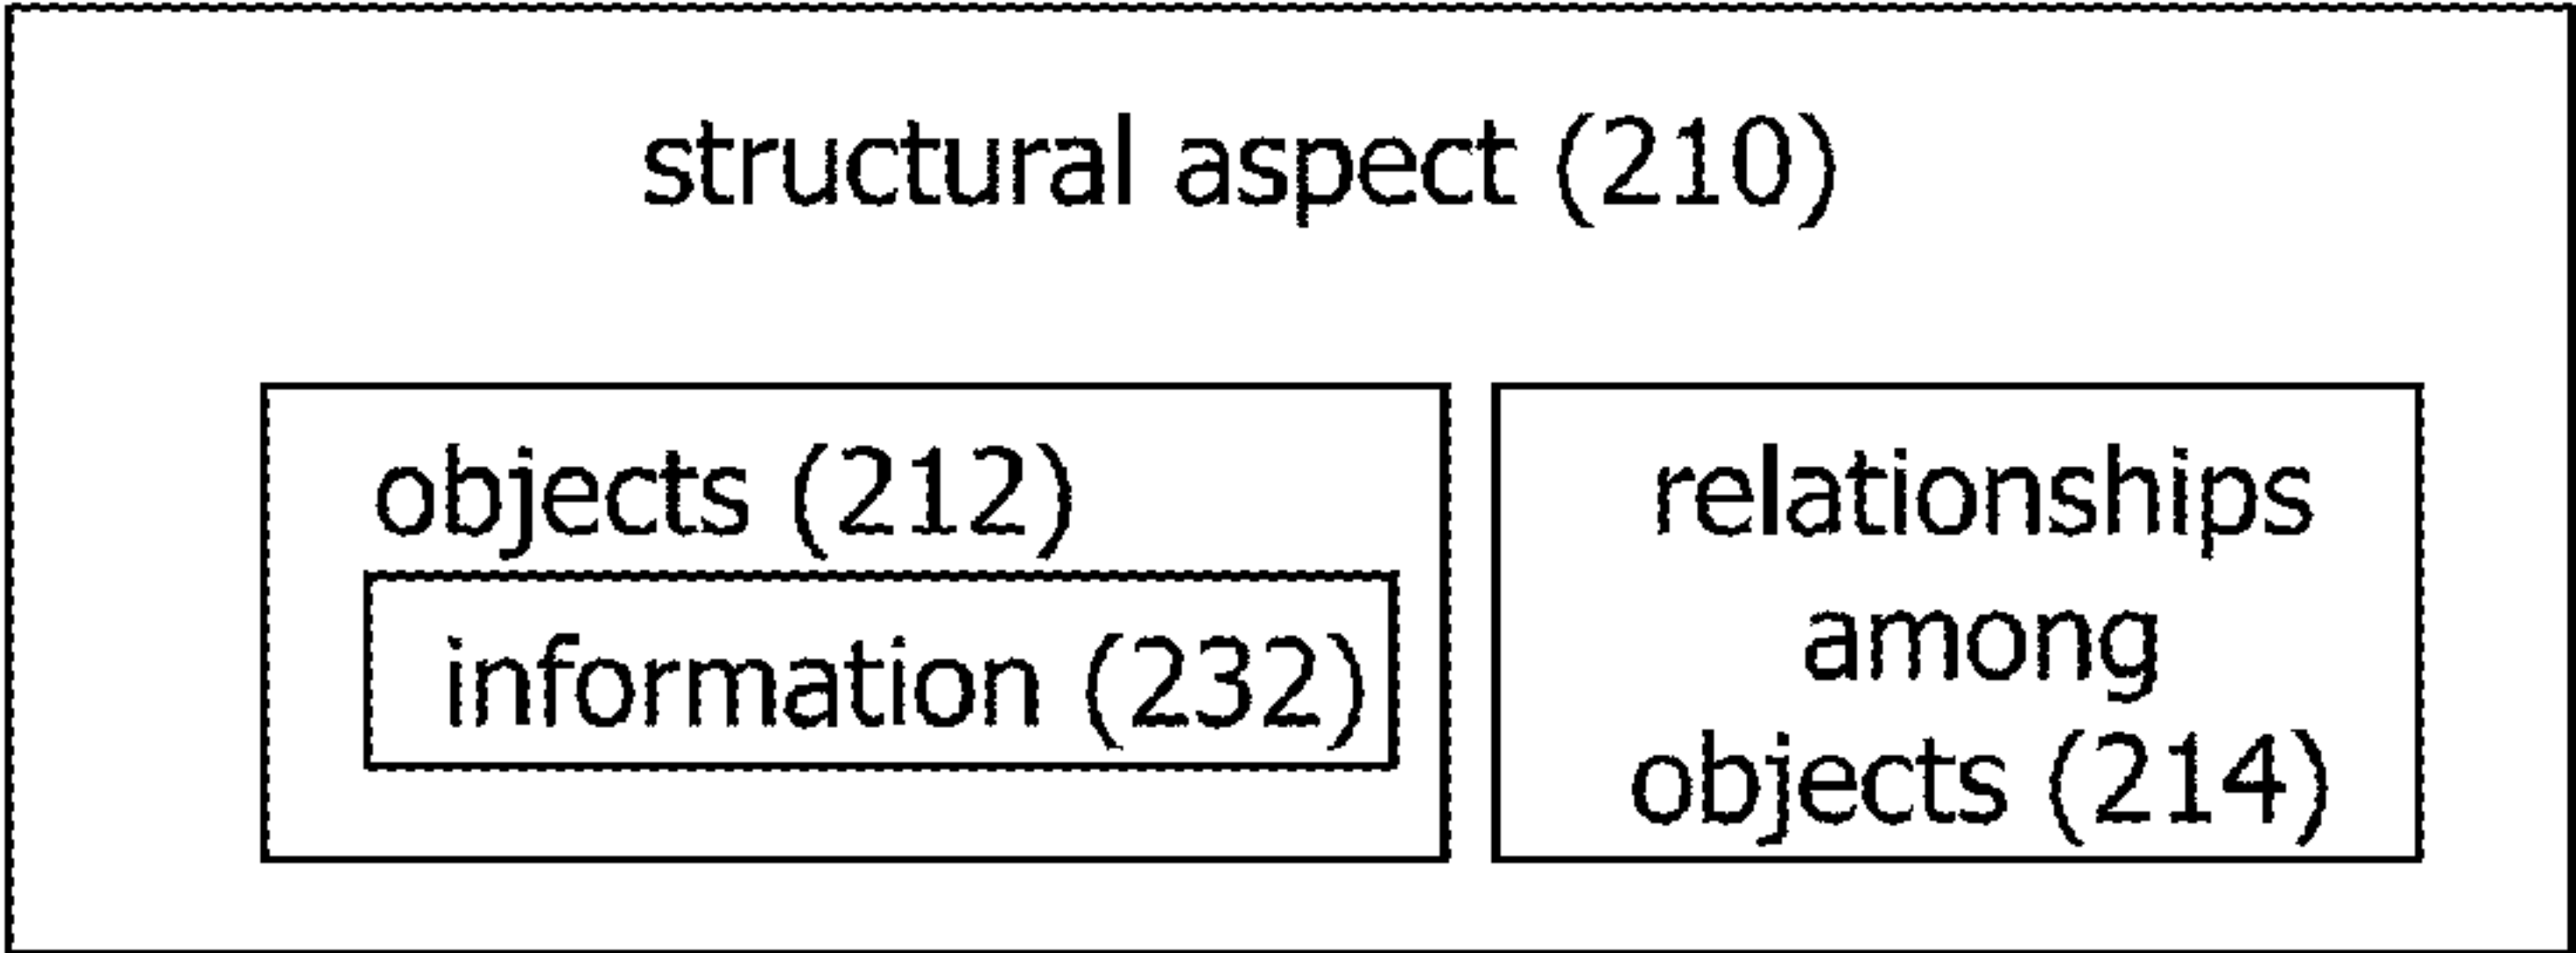 structural aspect (210)
objects (212)
information (232)
relationships
among
objects (214)